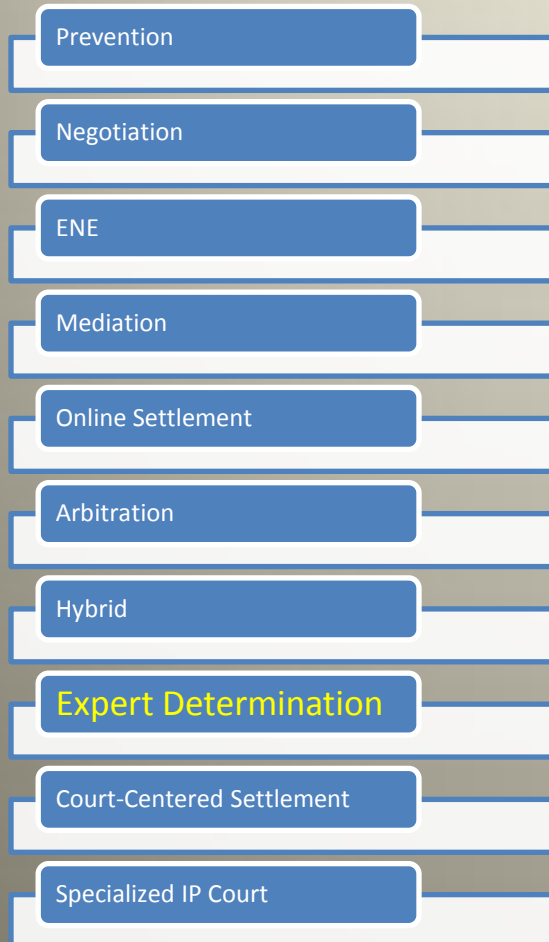 Prevention
Negotiation
ENE
Mediation
Online Settlement
Arbitration
Hybrid
Expert Determination
Court-Centered Settlement
Specialized IP Court